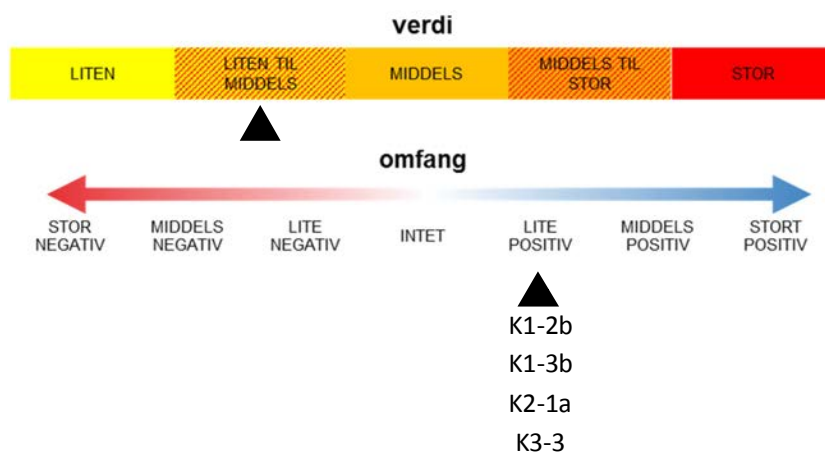 verdi
LITEN
LITEN TIL
MIDDELS
MIDDELS
MIDDELS TIL
STOR
STOR
omfang
STOR
NEGATIV
MIDDELS
NEGATIV
LITE
NEGATIV
INTET
LITE
POSITIV
MIDDELS
POSITIV
STORT
POSITIV
K1-2b
K1-3b
K2-1a
K3-3